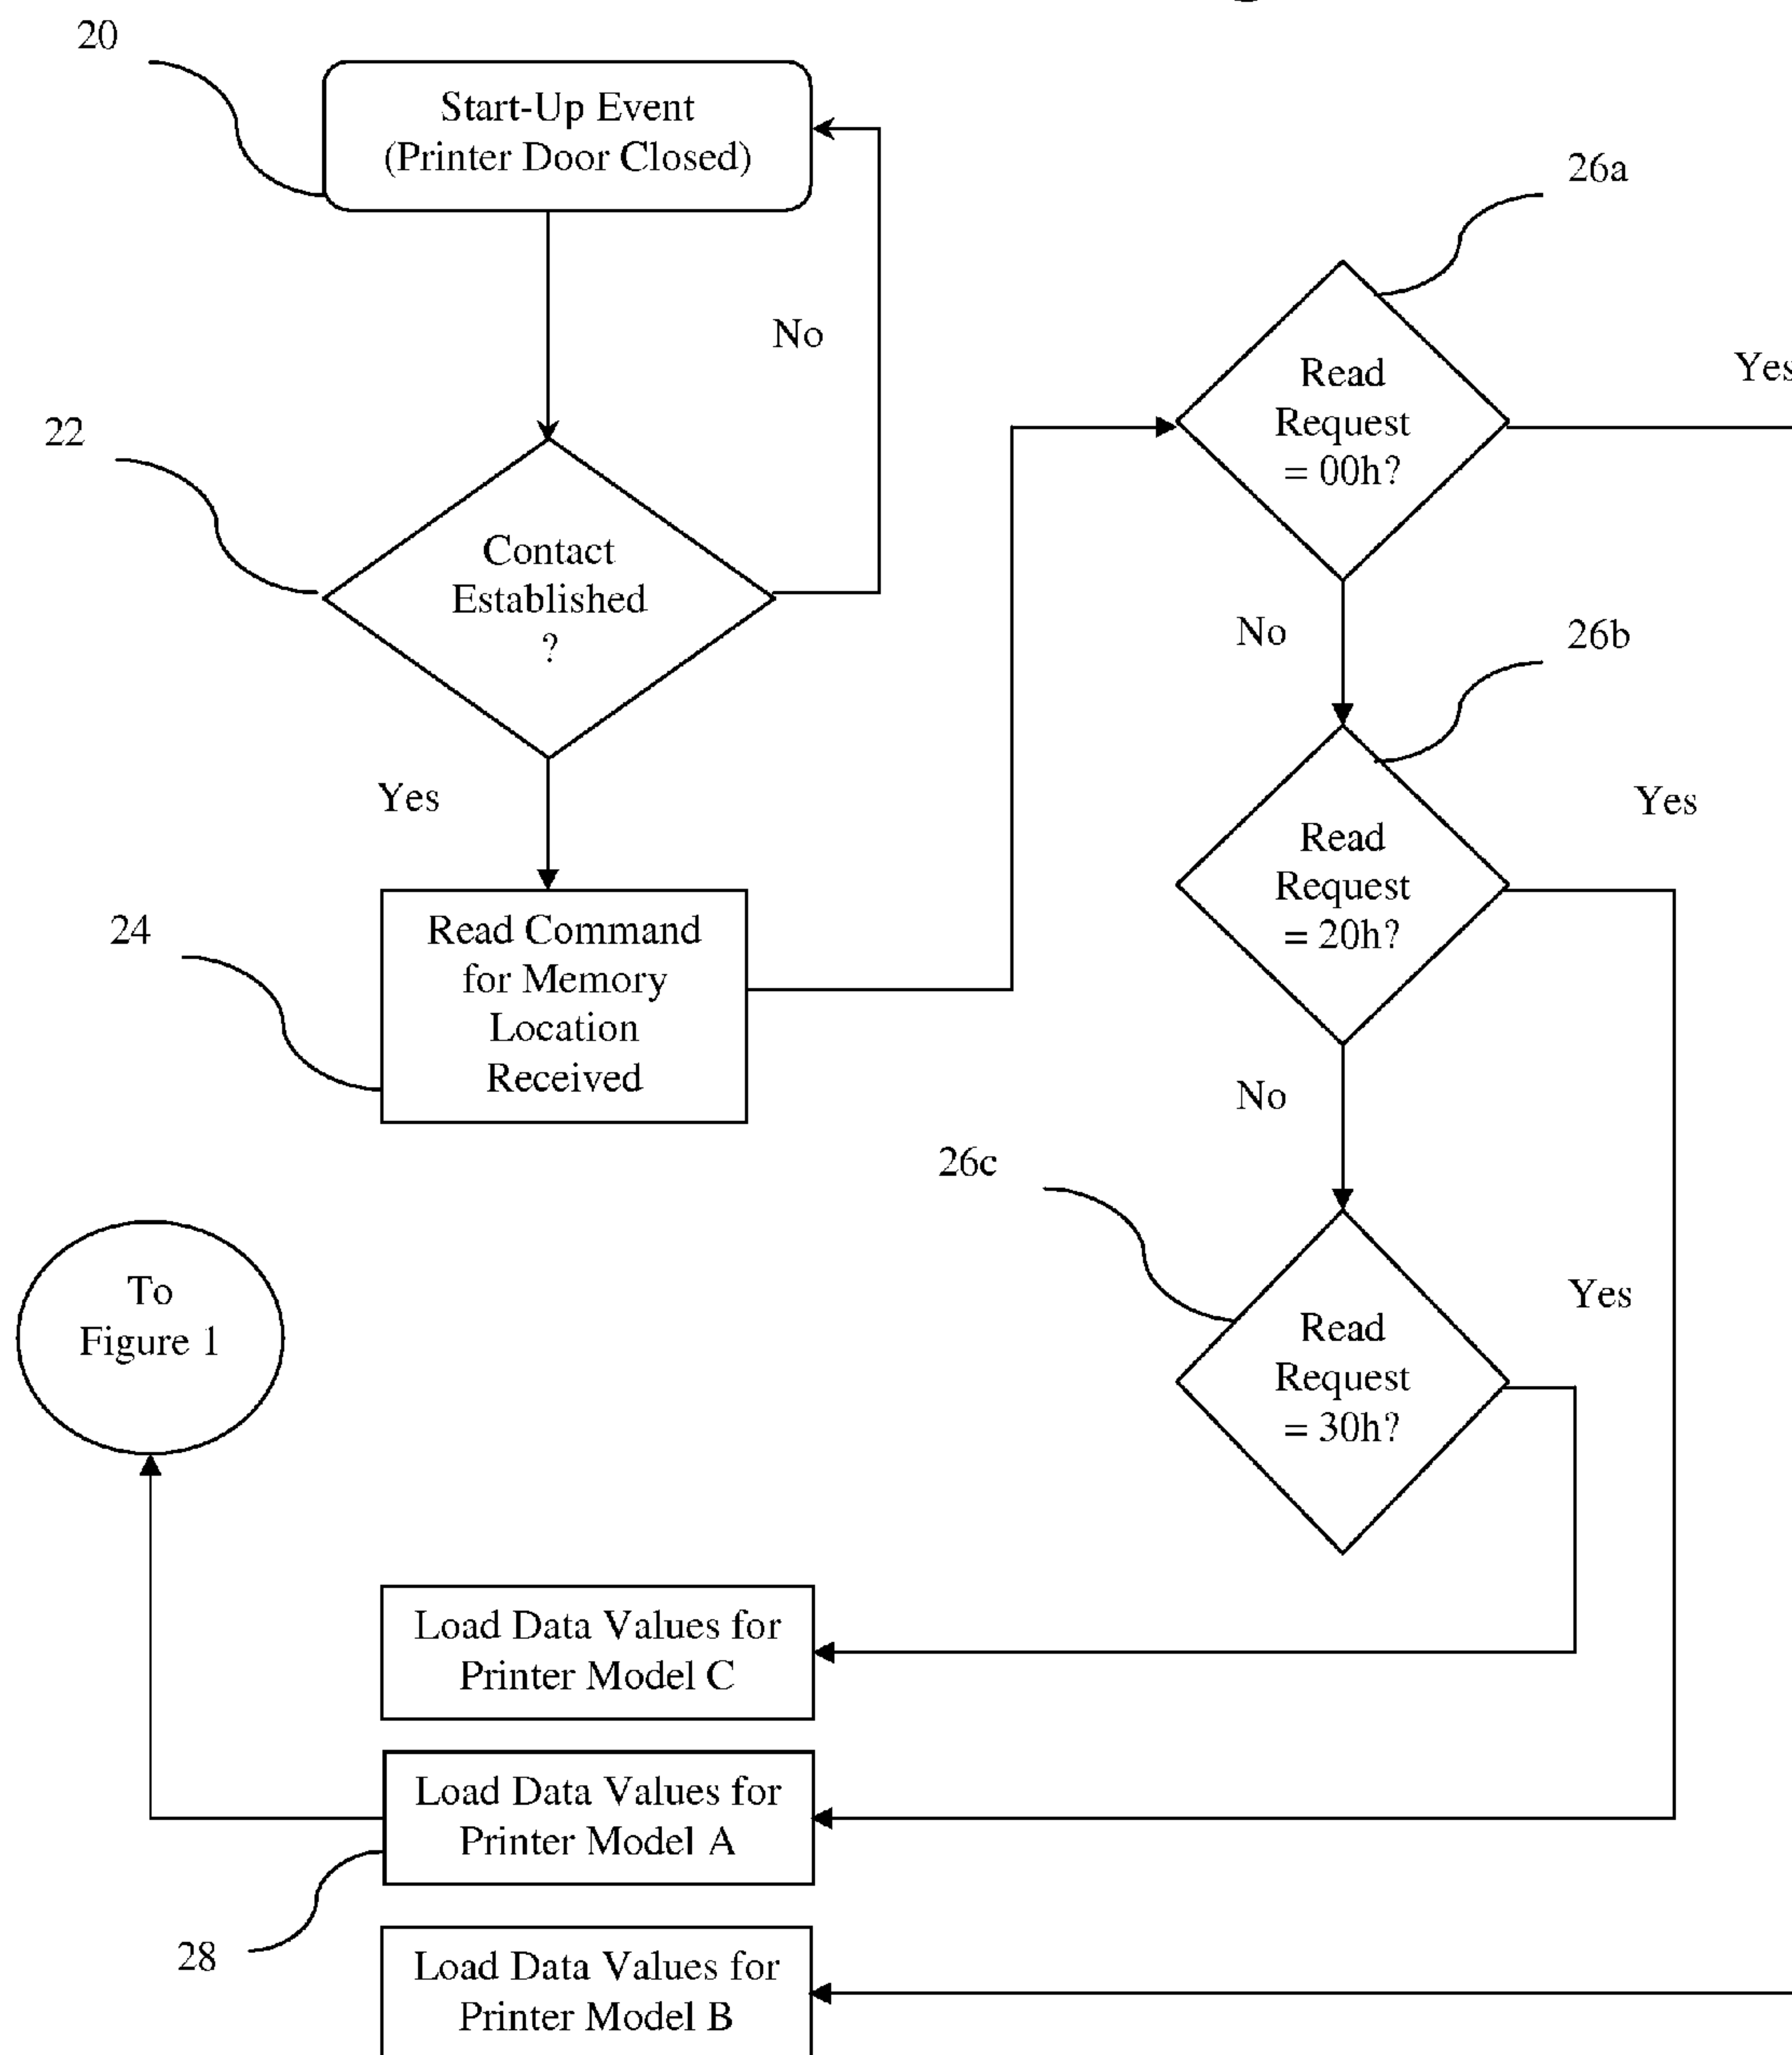 20
Start-Up Event
(Printer Door Closed)
No
26a
Read
Request
= 00h?
Yes
22
Contact
Established
?
Yes
No
26b
Read
Request
= 20h?
Yes
24
Read Command
for Memory
Location
Received
No
26c
Read
Request
= 30h?
Yes
To
Figure 1
Load Data Values for
Printer Model C
Load Data Values for
Printer Model A
28
Load Data Values for
Printer Model B